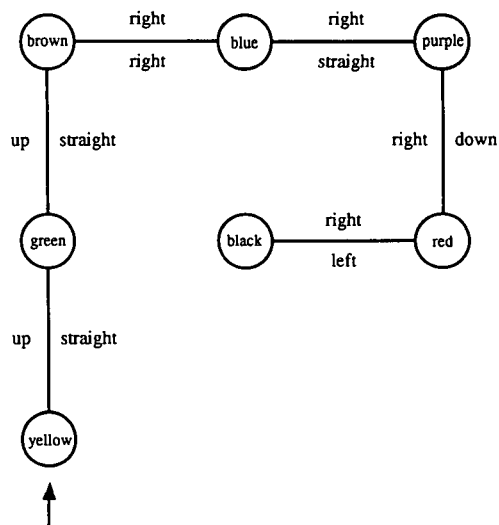 right right
brown blue purple
right straight
up straight right down
right
green black red
left
up straight
yellow